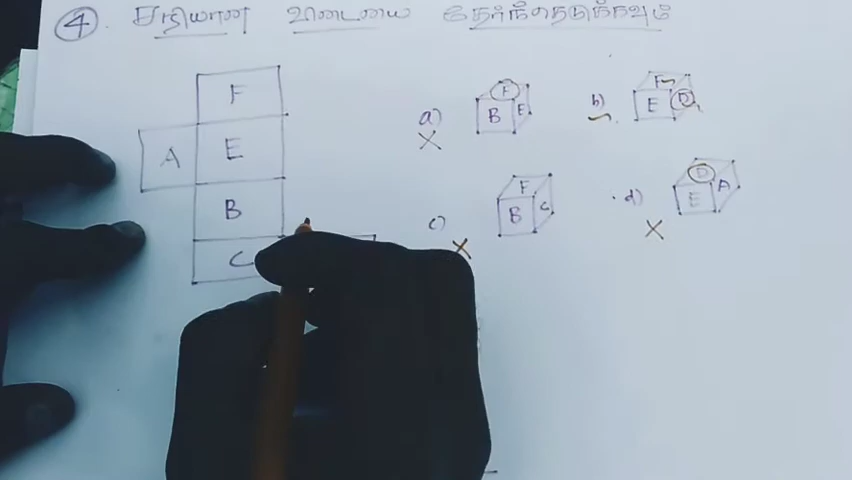 4 சரியான விடையை தேர்ந்தெடுக்கவும்
F
A E
B
C
a) F B E
b) F E D
c) F B C
d) D E A